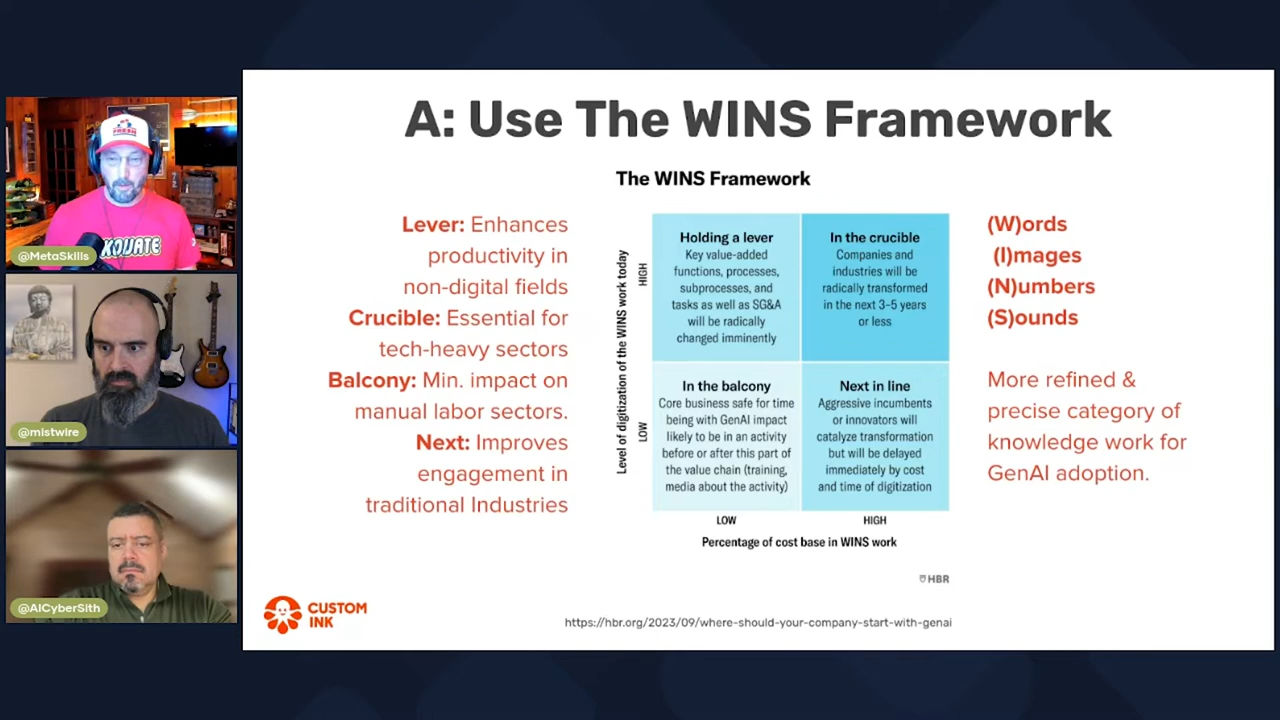 A: Use The WINS Framework
The WINS Framework
Lever: Enhances
productivity in
non-digital fields
Crucible: Essential for
tech-heavy sectors
Balcony: Min. impact on
manual labor sectors.
Next: Improves
engagement in
traditional Industries
Level of digitization of the WINS work today
HIGH
LOW
Holding a lever
Key value-added
functions, processes,
subprocesses, and
tasks as well as SG&A
will be radically
changed imminently
In the crucible
Companies and
industries will be
radically transformed
in the next 3–5 years
or less
In the balcony
Core business safe for time
being with GenAI impact
likely to be in an activity
before or after this part of
the value chain (training,
media about the activity)
Next in line
Aggressive incumbents
or innovators will
catalyze transformation
but will be delayed
immediately by cost
and time of digitization
LOW
HIGH
Percentage of cost base in WINS work
HBR
(W)ords
(I)mages
(N)umbers
(S)ounds
More refined &
precise category of
knowledge work for
GenAI adoption.
CUSTOM
INK
https://hbr.org/2023/09/where-should-your-company-start-with-genai
@MetaSkills
@mistwire
@AICyberSith